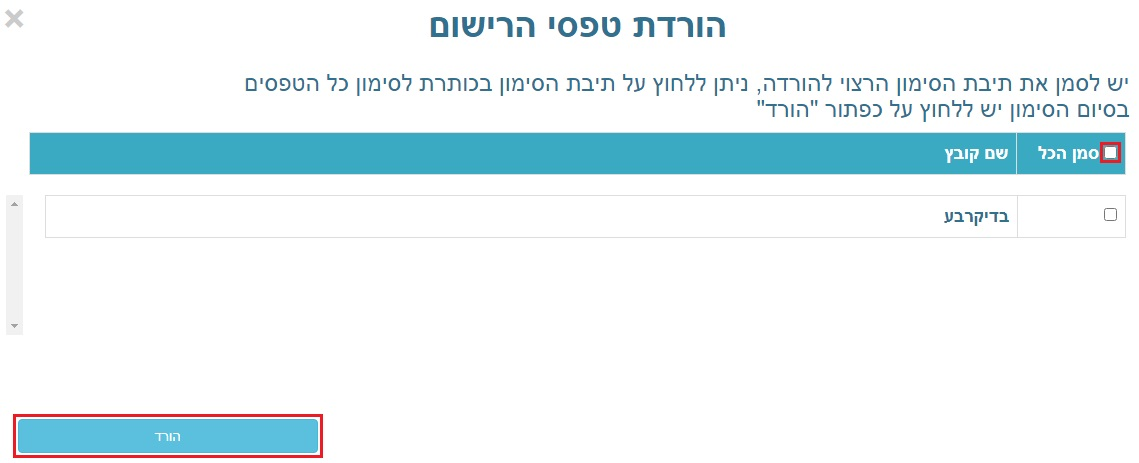 הורדת טפסי הרישום
יש לסמן את תיבת הסימון הרצוי להורדה, ניתן ללחוץ על תיבת הסימון בכותרת לסימון כל הטפסים
בסיום הסימון יש ללחוץ על כפתור "הורד"
סמן הכל שם קובץ
בדיקרבע
הורד